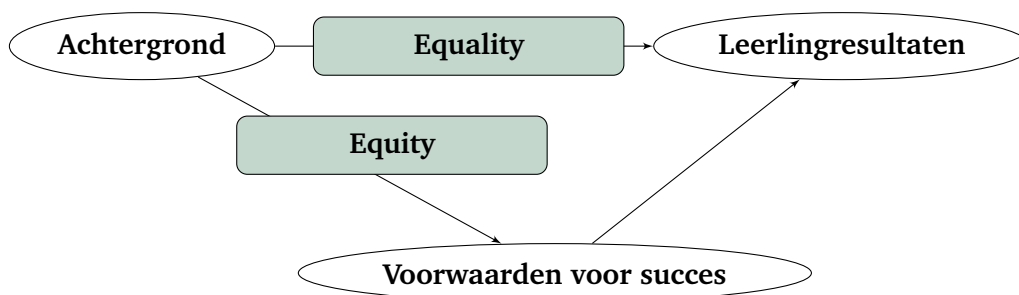 Achtergrond
Equality
Leerlingresultaten
Equity
Voorwaarden voor succes